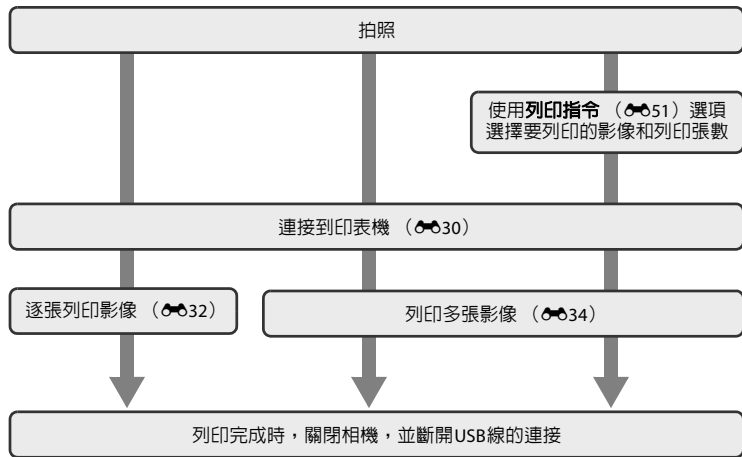 拍照
使用列印指令 （51）選項
選擇要列印的影像和列印張數
連接到印表機 （30）
逐張列印影像 （32）
列印多張影像 （34）
列印完成時，關閉相機，並斷開USB線的連接